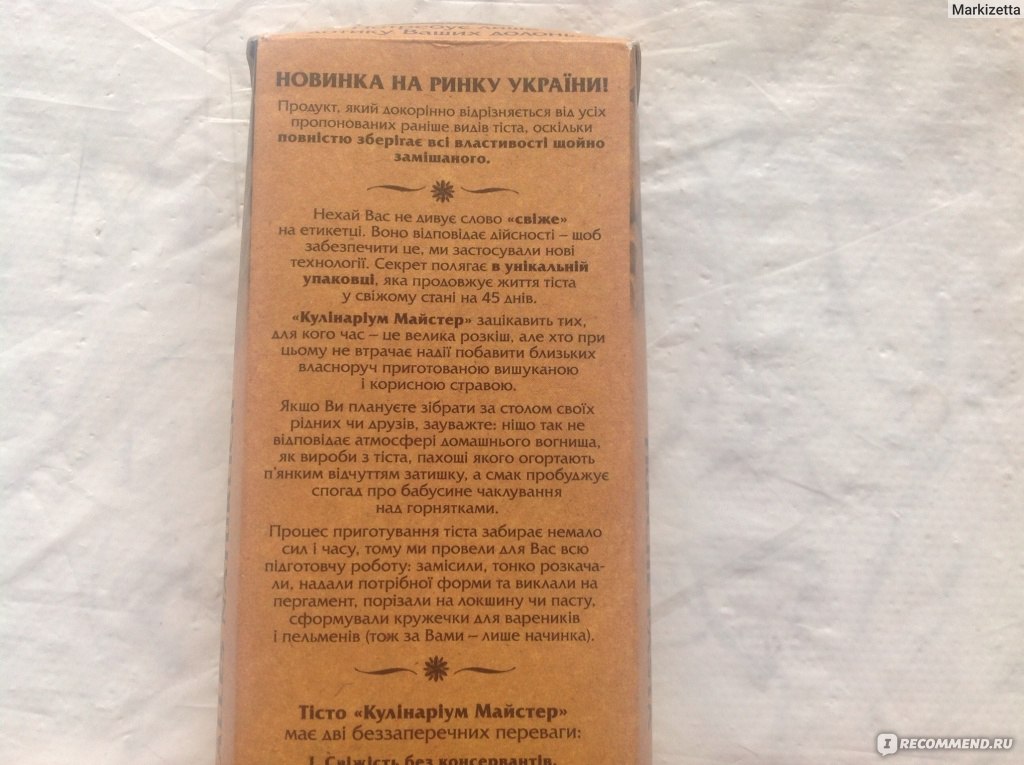 Markizetta
дотику Ваших долонь
НОВИНКА НА РИНКУ УКРАЇНИ!
Продукт, який докорінно відрізняється від усіх
пропонованих раніше видів тіста, оскільки
повністю зберігає всі властивості щойно
замішаного.
Нехай Вас не дивує слово «свіже»
на етикетці. Воно відповідає дійсності – щоб
забезпечити це, ми застосували нові
технології. Секрет полягає в унікальній
упаковці, яка продовжує життя тіста
у свіжому стані на 45 днів.
«Кулінаріум Майстер» зацікавить тих,
для кого час – це велика розкіш, але хто при
цьому не втрачає надії побавити близьких
власноруч приготованою вишуканою
і корисною стравою.
Якщо Ви плануєте зібрати за столом своїх
рідних чи друзів, зауважте: ніщо так не
відповідає атмосфері домашнього вогнища,
як вироби з тіста, пахощі якого огортають
п'янким відчуттям затишку, а смак пробуджує
спогад про бабусине чаклування
над горнятками.
Процес приготування тіста забирає немало
сил і часу, тому ми провели для Вас всю
підготовчу роботу: замісили, тонко розкача-
ли, надали потрібної форми та виклали на
пергамент, порізали на локшину чи пасту,
сформували кружечки для вареників
і пельменів (тож за Вами – лише начинка).
Тісто «Кулінаріум Майстер»
має дві беззаперечних переваги:
1. Свіжість без консервантів.
I RECOMMEND.RU